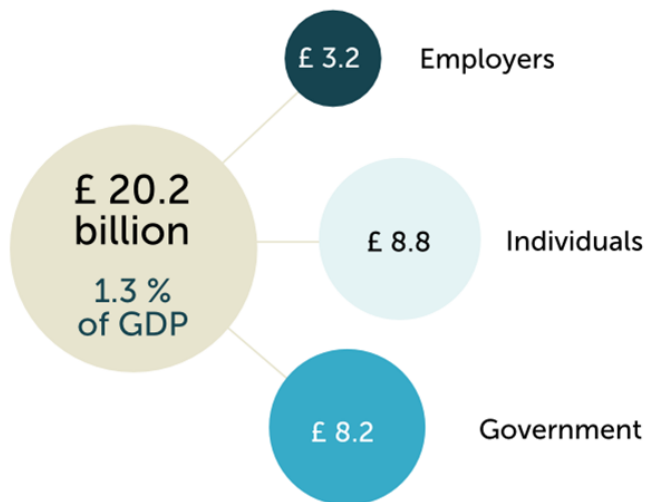 £ 3.2
Employers
£ 20.2
billion
1.3 %
of GDP
£ 8.8
Individuals
£ 8.2
Government